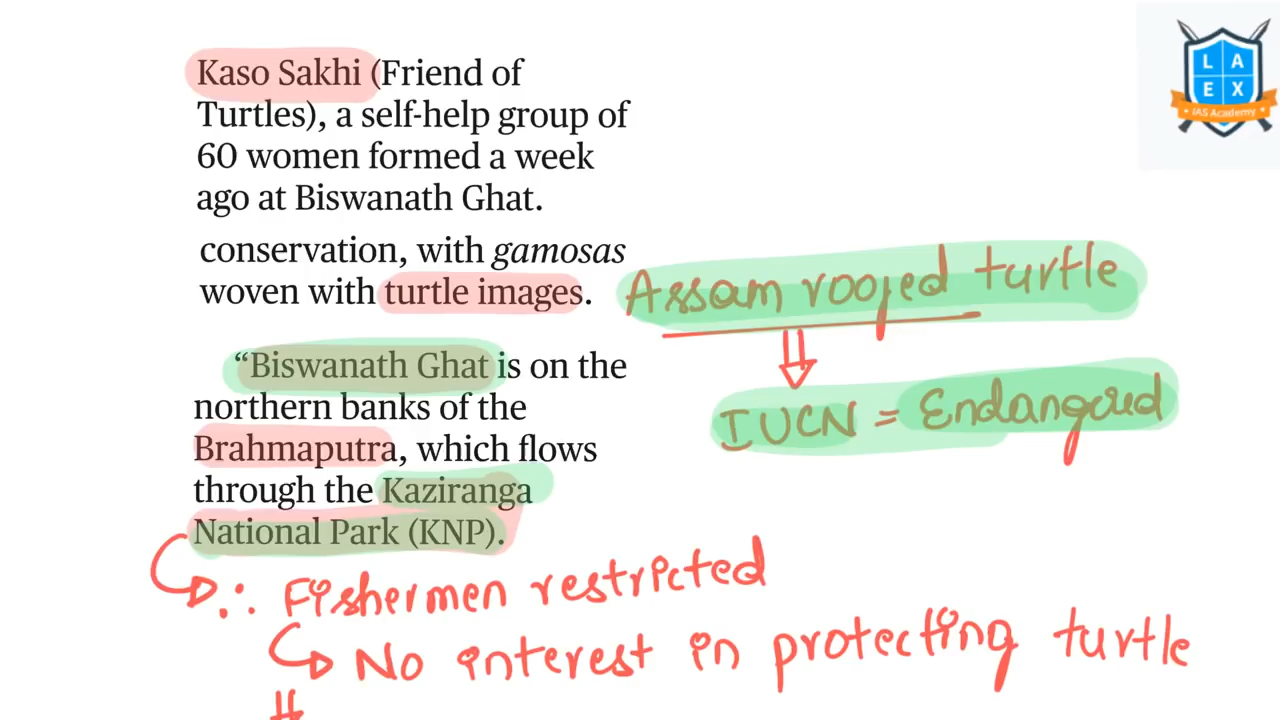 Kaso Sakhi (Friend of
Turtles), a self-help group of
60 women formed a week
ago at Biswanath Ghat.
conservation, with gamosas
woven with turtle images.
“Biswanath Ghat is on the
northern banks of the
Brahmaputra, which flows
through the Kaziranga
National Park (KNP).
Assam roofed turtle
IUCN = Endangered
∴ Fishermen restricted
No interest in protecting turtle
L A
E X
IAS Academy